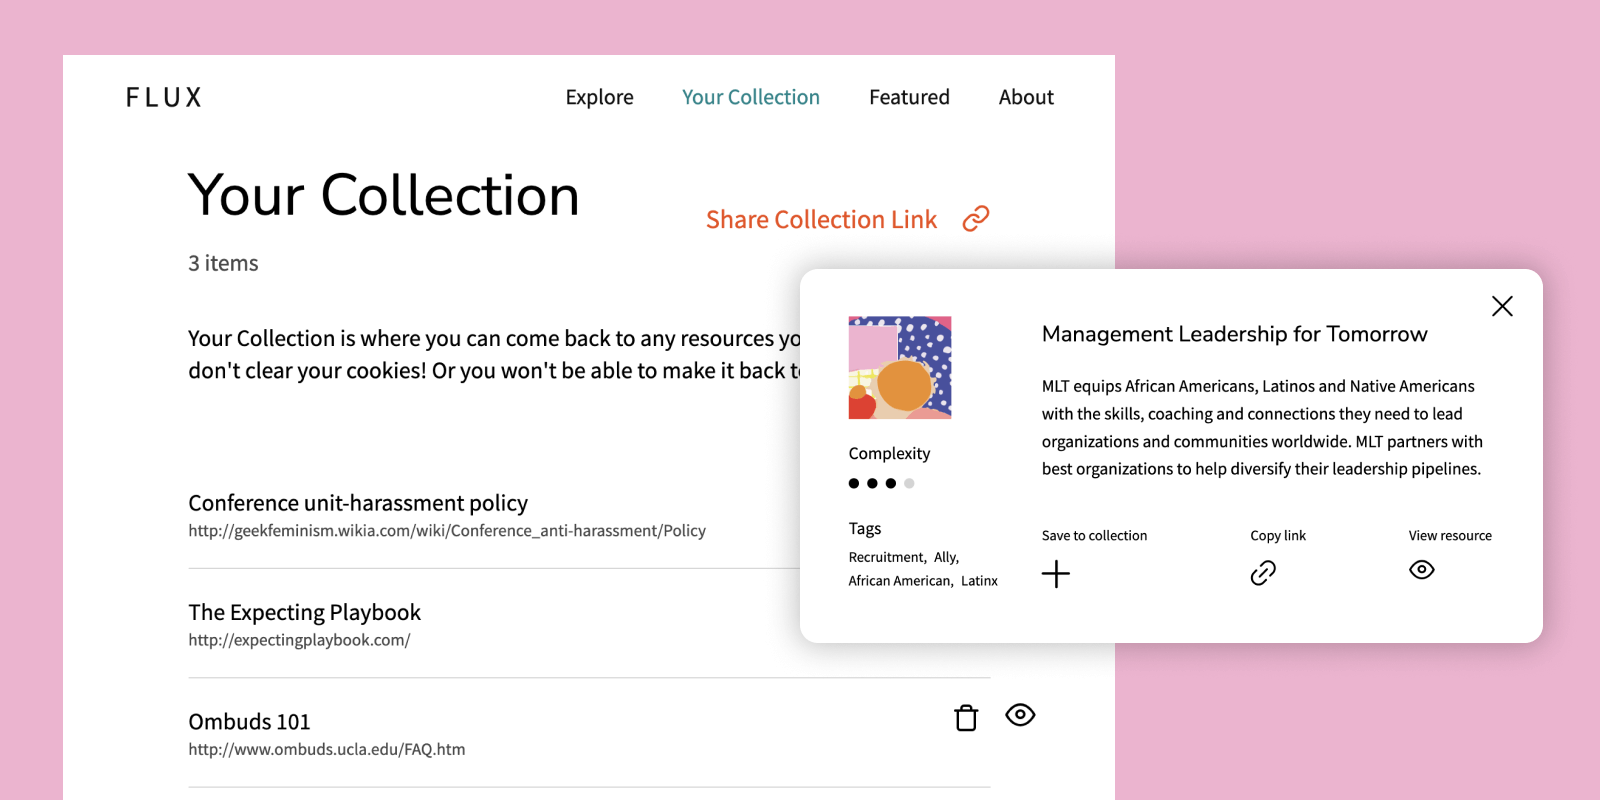 FLUX
Explore
Your Collection
Featured
About
Your Collection
Share Collection Link
3 items
Your Collection is where you can come back to any resources
don't clear your cookies! Or you won't be able to make it back
Conference unit-harassment policy
http://geekfeminism.wikia.com/wiki/Conference_anti-harassment/Policy
The Expecting Playbook
http://expectingplaybook.com/
Ombuds 101
http://www.ombuds.ucla.edu/FAQ.htm
Management Leadership for Tomorrow
MLT equips African Americans, Latinos and Native Americans
with the skills, coaching and connections they need to lead
organizations and communities worldwide. MLT partners with
best organizations to help diversify their leadership pipelines.
Complexity
Tags
Recruitment, Ally,
African American, Latinx
Save to collection
Copy link
View resource